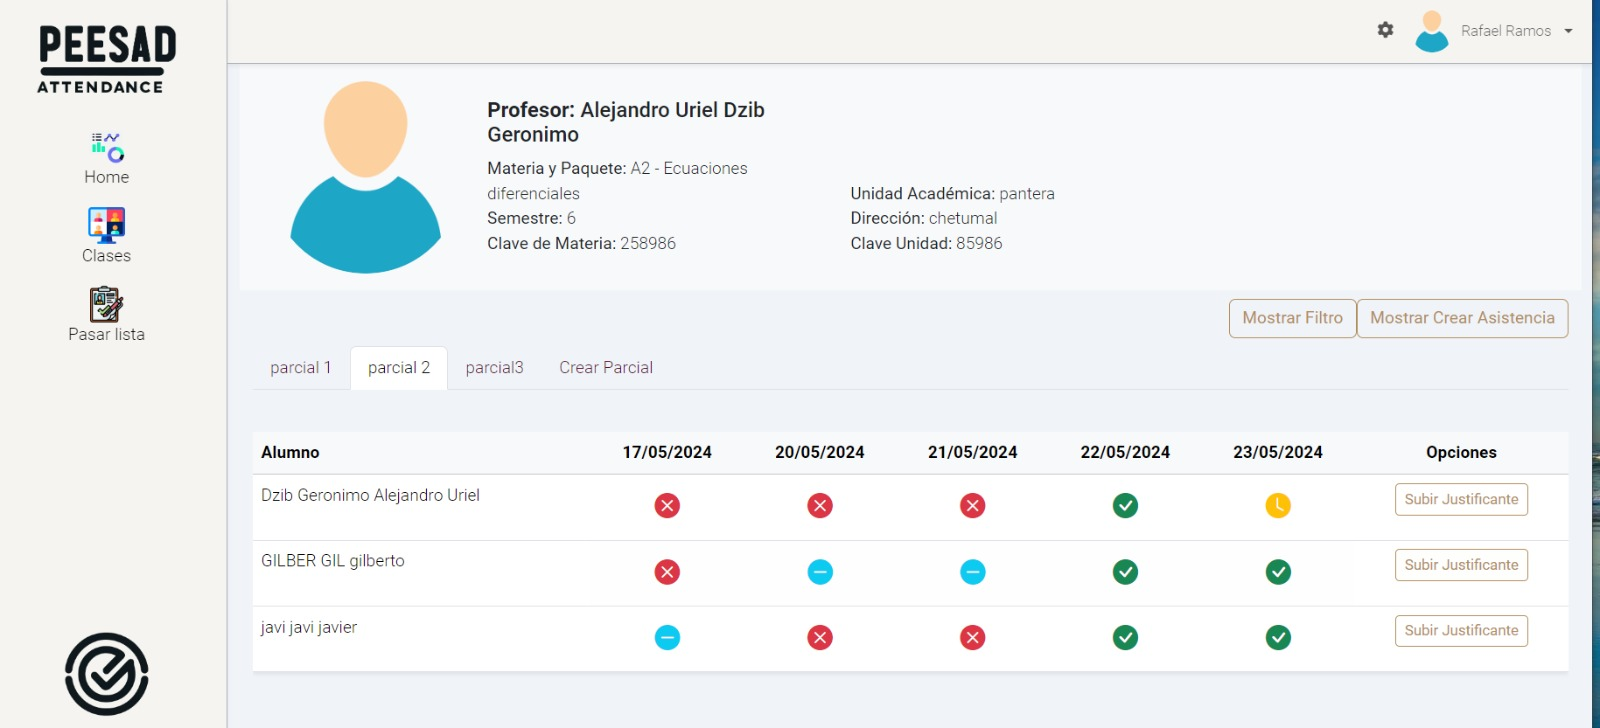 PEESAD
ATTENDANCE
Home
Clases
Pasar lista
Rafael Ramos
Profesor: Alejandro Uriel Dzib
Geronimo
Materia y Paquete: A2 - Ecuaciones
diferenciales
Semestre: 6
Clave de Materia: 258986
Unidad Académica: pantera
Dirección: chetumal
Clave Unidad: 85986
Mostrar Filtro Mostrar Crear Asistencia
parcial 1 parcial 2 parcial3 Crear Parcial
Alumno 17/05/2024 20/05/2024 21/05/2024 22/05/2024 23/05/2024 Opciones
Dzib Geronimo Alejandro Uriel Subir Justificante
GILBER GIL gilberto Subir Justificante
javi javi javier Subir Justificante